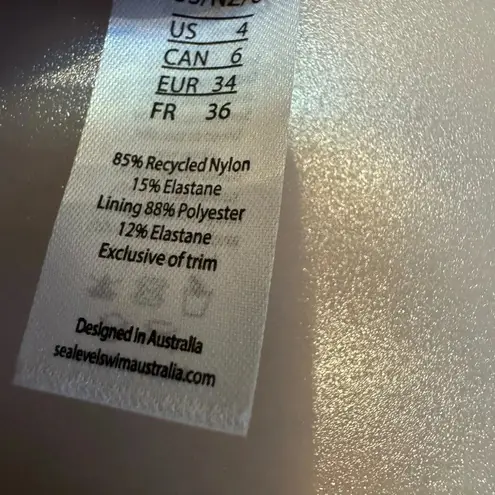 US 4
CAN 6
EUR 34
FR 36
85% Recycled Nylon
15% Elastane
Lining 88% Polyester
12% Elastane
Exclusive of trim
Designed in Australia
sealevelswimaustralia.com